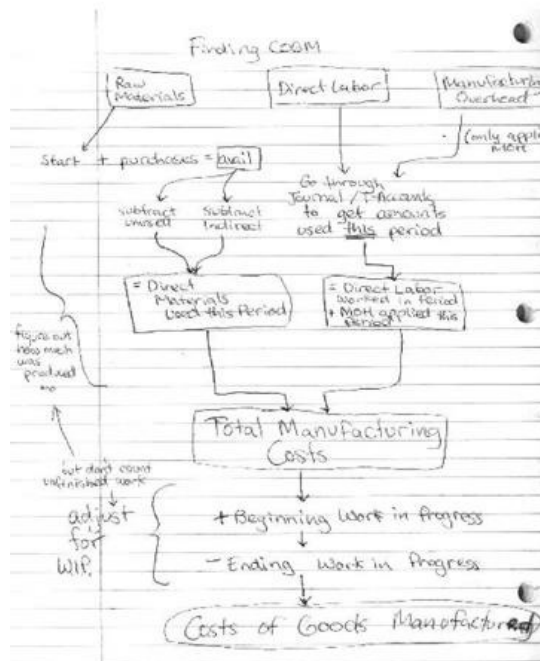 Finding COGM
Raw
Materials
Direct Labor
Manufacturing
Overhead
(only applied
MOH
Start + purchases = avail
subtract
unused
Subtract
Indirect
Go through
Journal / T-Accounts
to get amounts
used this period
= Direct
Materials
Used this Period
= Direct Labor
Worked in Period
+ MOH applied this
Period
figure out
how much
was
produced
Total Manufacturing
Costs
but don't count
unfinished work
adjust
for
WIP.
+ Beginning Work in Progress
- Ending Work in Progress
Costs of Goods Manufactured